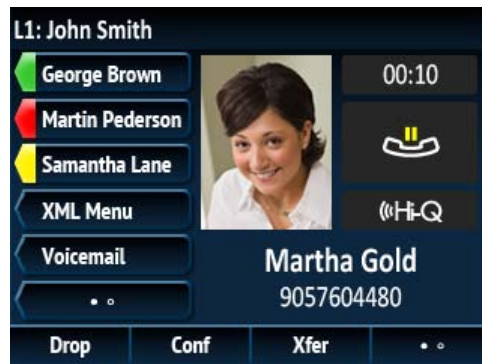 L1: John Smith
George Brown
00:10
Martin Pederson
Samantha Lane
XML Menu
Hi-Q
Voicemail
Martha Gold
9057604480
Drop Conf Xfer